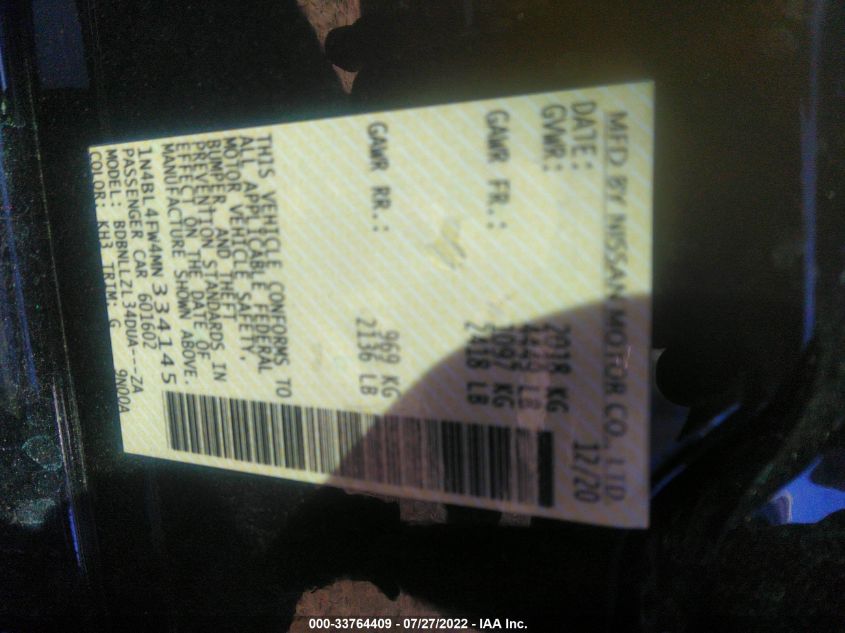 MFD BY NISSAN MOTOR CO., LTD.
DATE: 12/20
GVWR: 2018 KG
4449 LB
GAWR FR.: 1097 KG
2418 LB
GAWR RR.: 969 KG
2136 LB
THIS VEHICLE CONFORMS TO
ALL APPLICABLE FEDERAL
MOTOR VEHICLE SAFETY,
BUMPER, AND THEFT
PREVENTION STANDARDS IN
EFFECT ON THE DATE OF
MANUFACTURE SHOWN ABOVE.
1N4BL4FW4MN334145
PASSENGER CAR 601602
MODEL: BDBNLLZL34DUA---ZA
COLOR: KH3 TRIM: G 9N00A
000-33764409 - 07/27/2022 - IAA Inc.